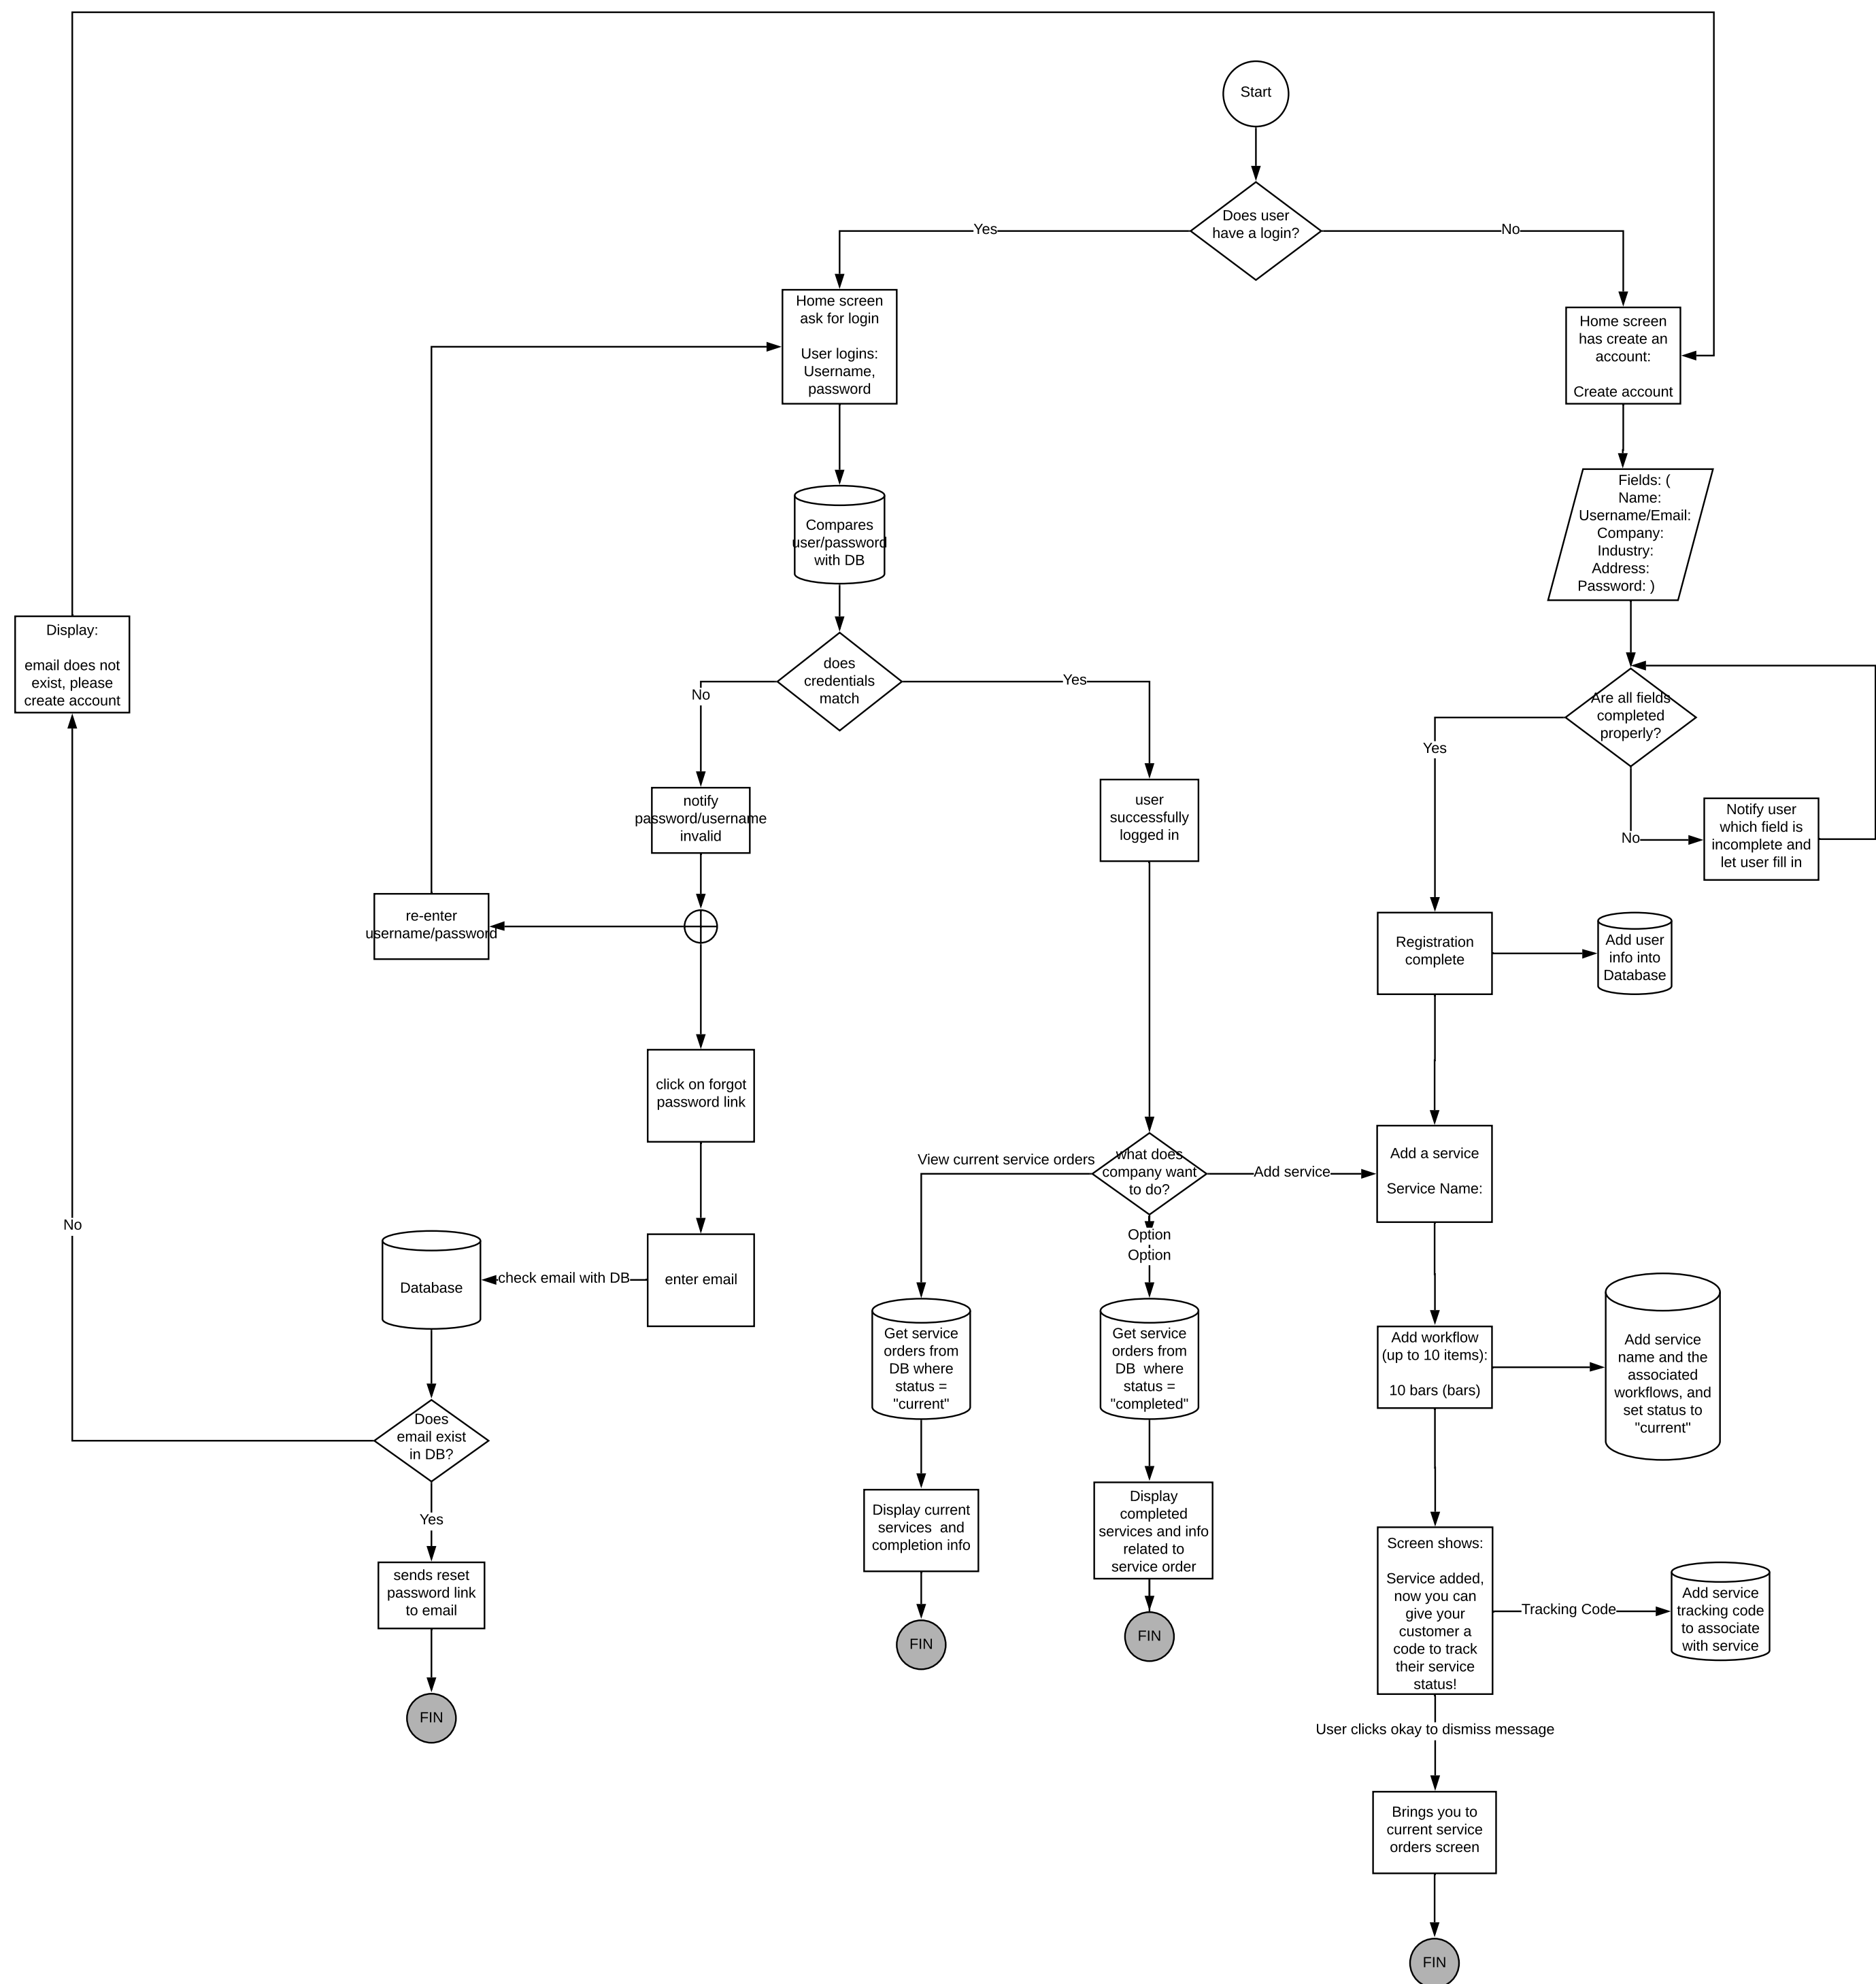 Start
Does user
have a login?
Yes
No
Home screen
ask for login
User logins:
Username,
password
Home screen
has create an
account:
Create account
Compares
user/password
with DB
Fields: (
Name:
Username/Email:
Company:
Industry:
Address:
Password: )
Display:
email does not
exist, please
create account
does
credentials
match
No
Yes
Are all fields
completed
properly?
Yes
No
Notify user
which field is
incomplete and
let user fill in
notify
password/username
invalid
user
successfully
logged in
re-enter
username/password
Registration
complete
Add user
info into
Database
click on forgot
password link
what does
company want
to do?
View current service orders
Add service
Add a service
Service Name:
Option
Option
No
Database
check email with DB
enter email
Get service
orders from
DB where
status =
"current"
Get service
orders from
DB  where
status =
"completed"
Add workflow
(up to 10 items):
10 bars (bars)
Add service
name and the
associated
workflows, and
set status to
"current"
Does
email exist
in DB?
Yes
Display current
services  and
completion info
Display
completed
services and info
related to
service order
Screen shows:
Service added,
now you can
give your
customer a
code to track
their service
status!
Tracking Code
Add service
tracking code
to associate
with service
sends reset
password link
to email
FIN
FIN
FIN
User clicks okay to dismiss message
Brings you to
current service
orders screen
FIN